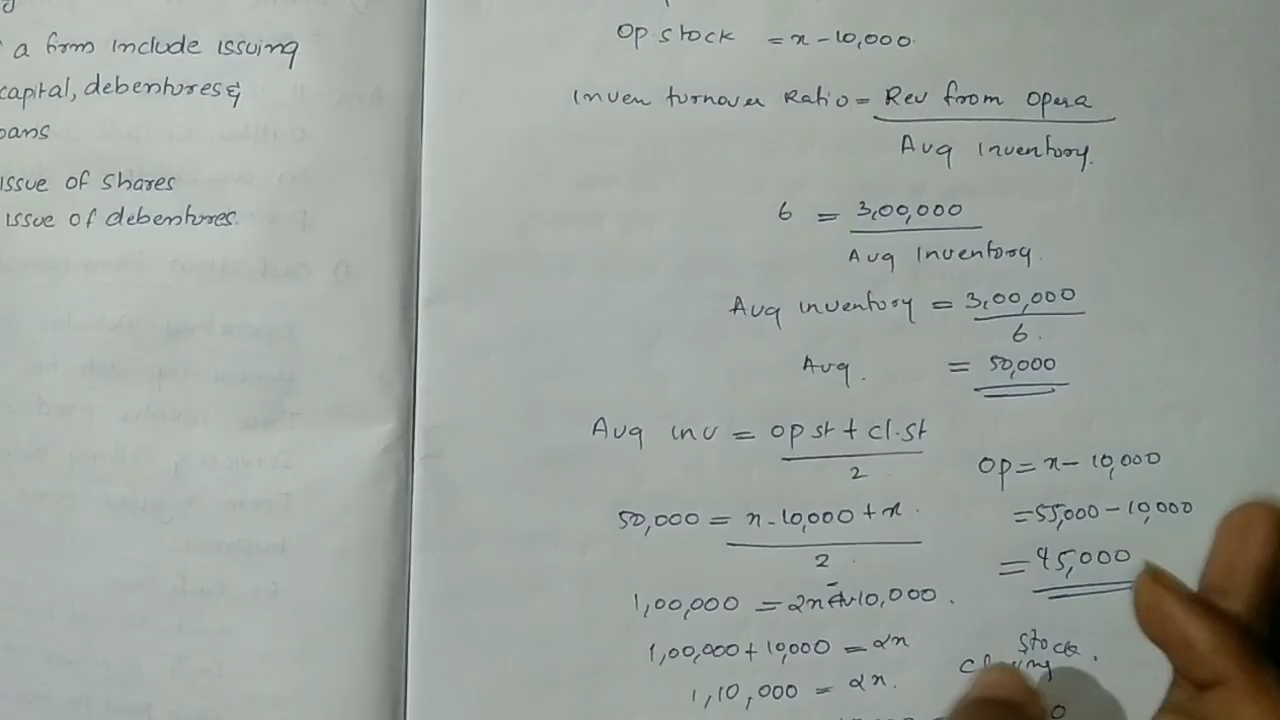 a firm include issuing
capital, debentures &
issue of shares
issue of debentures.
Op stock = x - 10,000.
Inven turnover Ratio = Rev from opera
Avg inventory.
6 = 3,00,000
Avg inventory.
Avg inventory = 3,00,000
6.
Avg. = 50,000
Avg inv = op st + cl.st
2
Op = x - 10,000
50,000 = x - 10,000 + x.
2
= 55,000 - 10,000
= 45,000
1,00,000 = 2x - 10,000.
1,00,000 + 10,000 = 2x
1,10,000 = 2x.
stock.